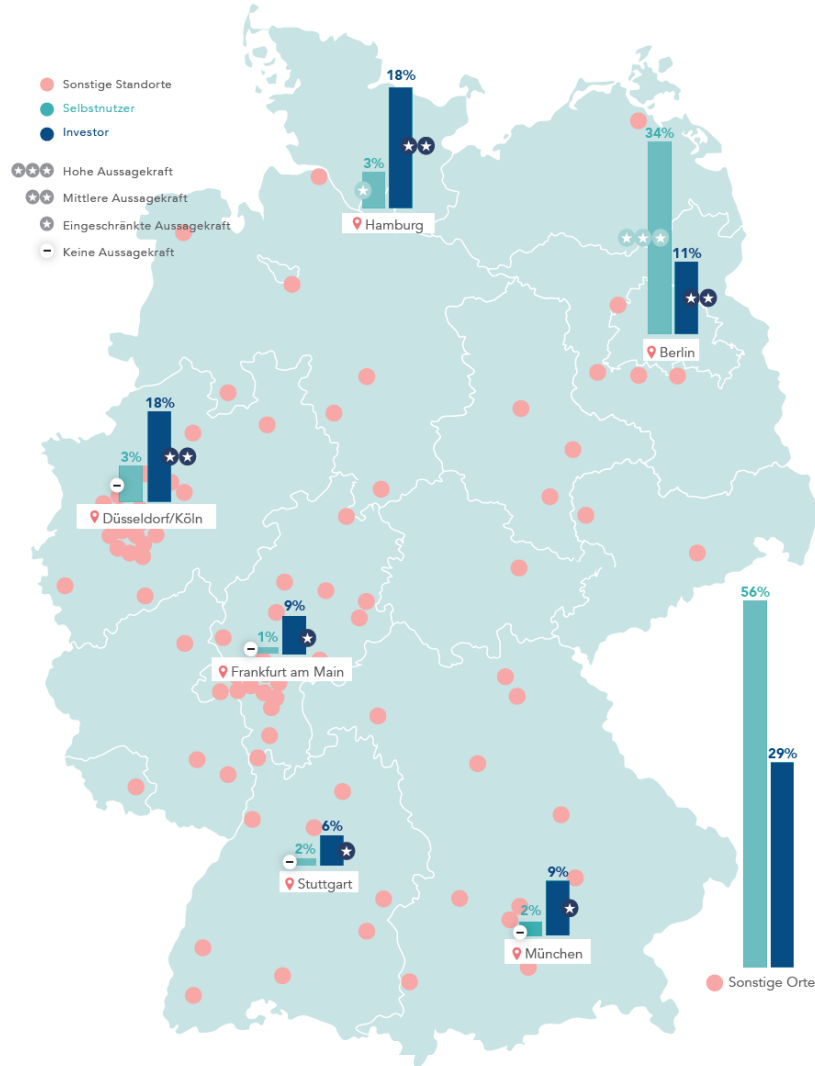 Sonstige Standorte
Selbstnutzer
Investor
Hohe Aussagekraft
Mittlere Aussagekraft
Eingeschränkte Aussagekraft
Keine Aussagekraft
18%
3%
Hamburg
34%
11%
Berlin
18%
3%
Düsseldorf/Köln
9%
1%
Frankfurt am Main
56%
29%
6%
2%
Stuttgart
9%
2%
München
Sonstige Orte